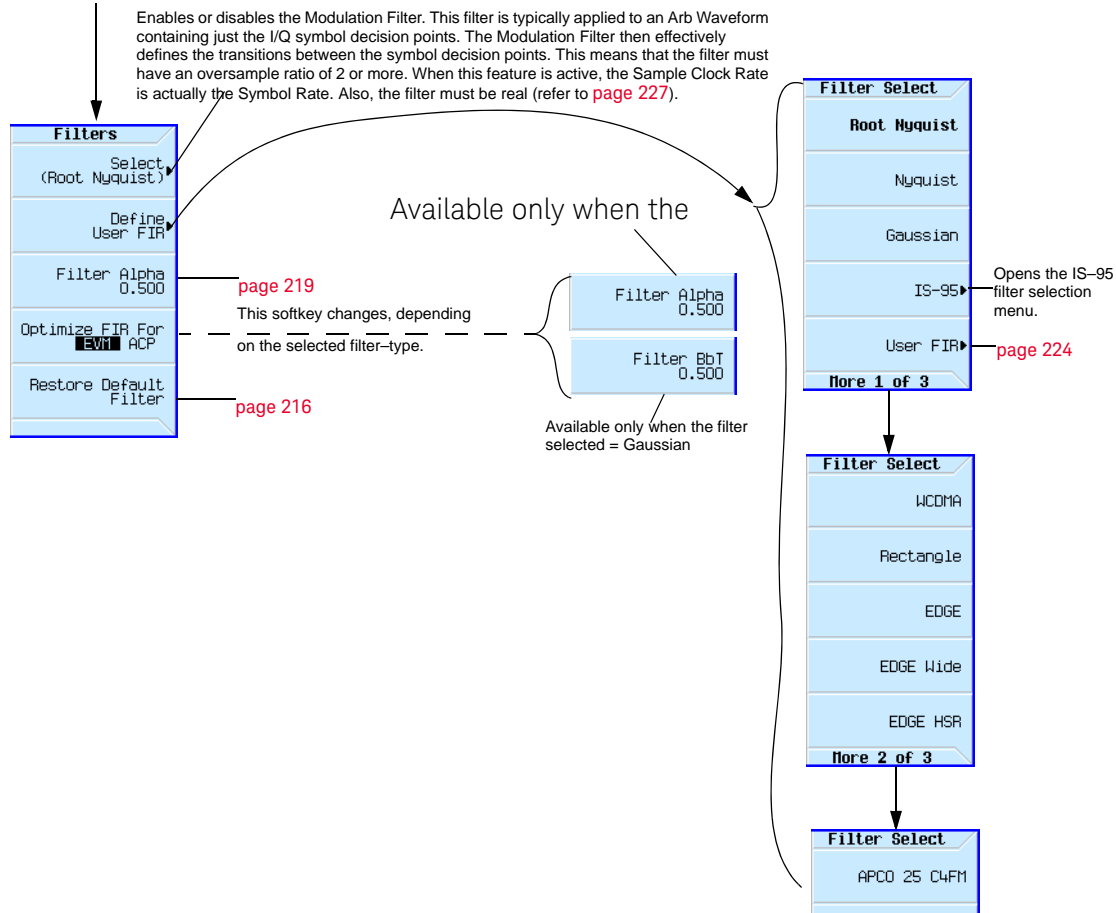 Enables or disables the Modulation Filter. This filter is typically applied to an Arb Waveform
containing just the I/Q symbol decision points. The Modulation Filter then effectively
defines the transitions between the symbol decision points. This means that the filter must
have an oversample ratio of 2 or more. When this feature is active, the Sample Clock Rate
is actually the Symbol Rate. Also, the filter must be real (refer to page 227).
Filters
Select
(Root Nyquist)
Define
User FIR
Filter Alpha
0.500
Optimize FIR For
EVM ACP
Restore Default
Filter
page 219
This softkey changes, depending
on the selected filter–type.
page 216
Available only when the
Filter Alpha
0.500
Filter BbT
0.500
Available only when the filter
selected = Gaussian
Filter Select
Root Nyquist
Nyquist
Gaussian
IS-95
User FIR
More 1 of 3
Opens the IS–95
filter selection
menu.
page 224
Filter Select
WCDMA
Rectangle
EDGE
EDGE Wide
EDGE HSR
More 2 of 3
Filter Select
APCO 25 C4FM